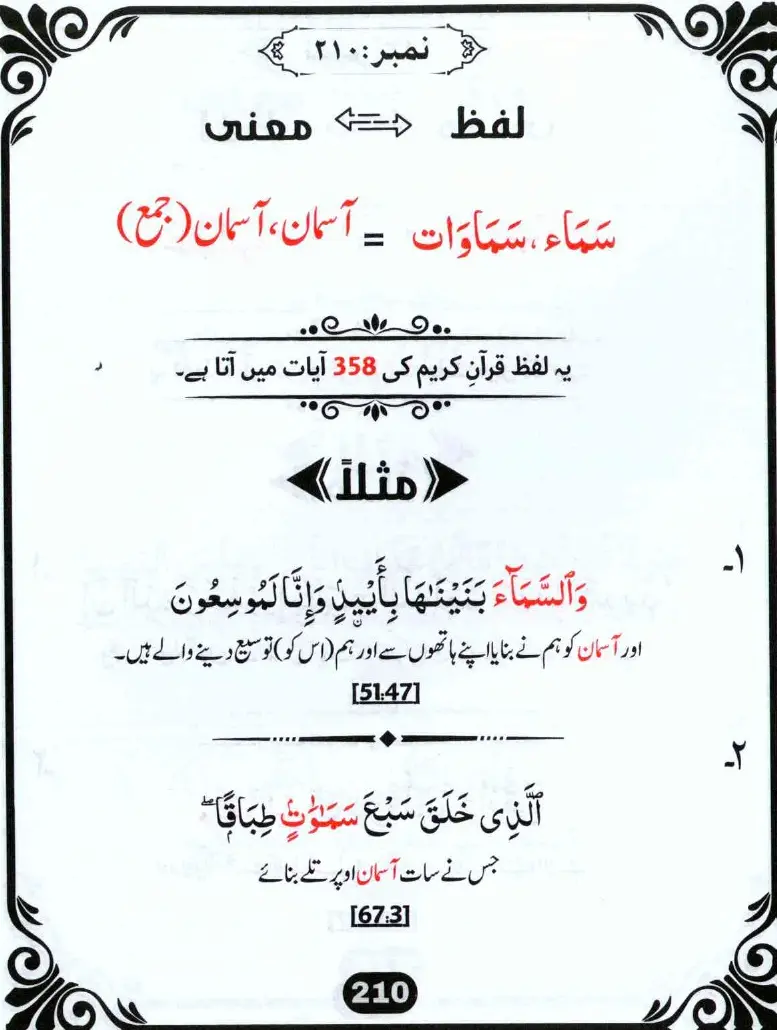 نمبر: ۲۱۰
لفظ ⇐⇒ معنی
سَمَاء، سَمَاوَات = آسمان، آسمان (جمع)
یہ لفظ قرآنِ کریم کی 358 آیات میں آتا ہے۔
مثلاً
۱۔
وَٱلسَّمَآءَ بَنَيْنَـٰهَا بِأَيْي۟دٍ وَإِنَّا لَمُوسِعُونَ
اور آسمان کو ہم نے بنایا اپنے ہاتھوں سے اور ہم (اس کو) توسیع دینے والے ہیں۔
[51:47]
۲۔
ٱلَّذِى خَلَقَ سَبْعَ سَمَـٰوَٰتٍ طِبَاقًا ۖ
جس نے سات آسمان اوپر تلے بنائے
[67:3]
210